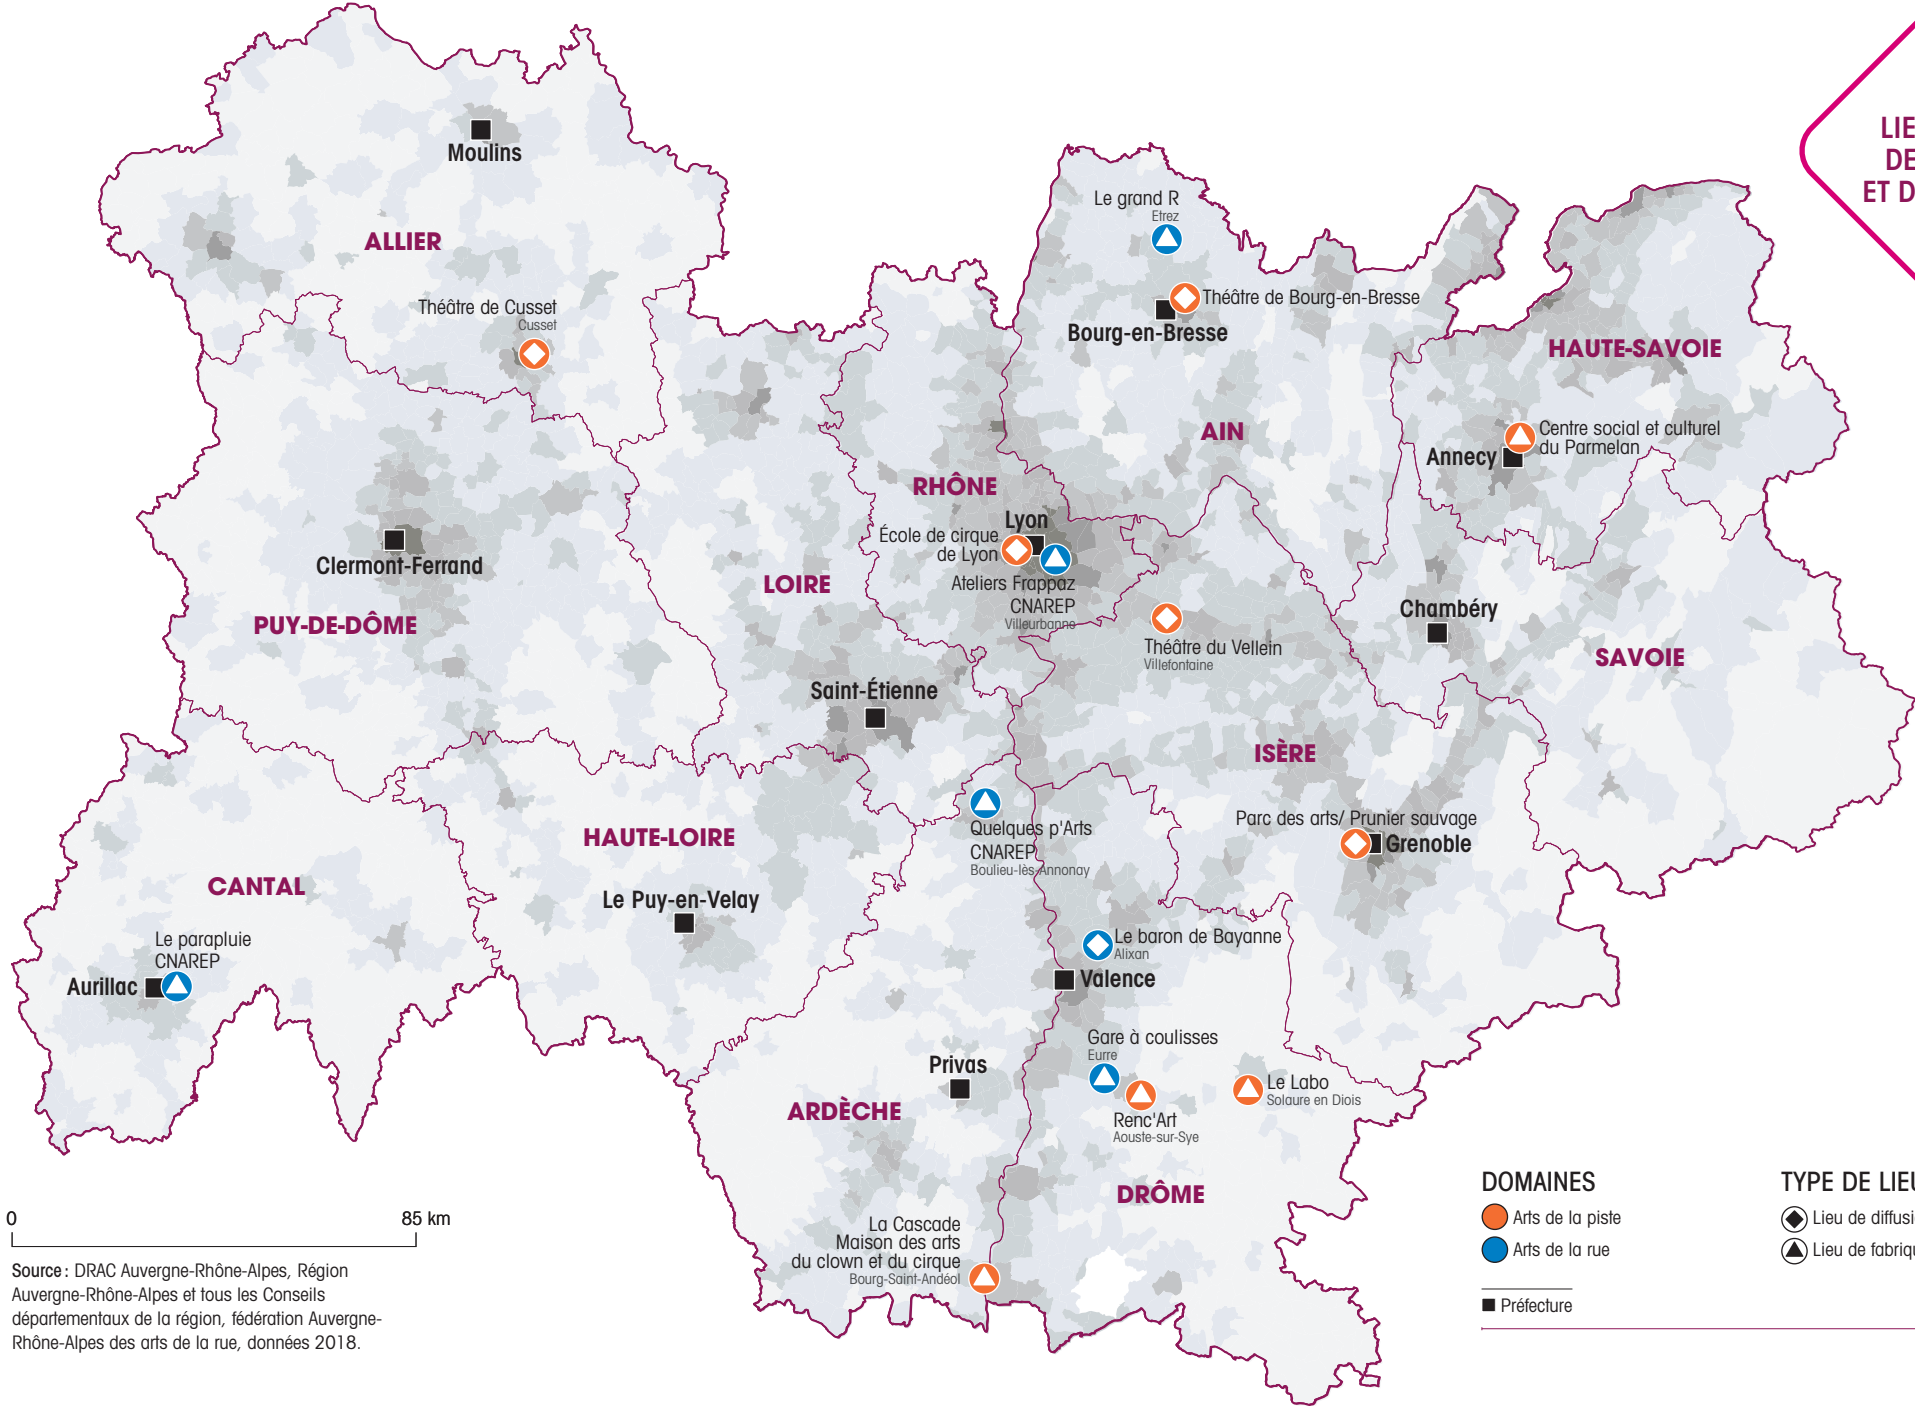 LIE
DE
ET D
Moulins
ALLIER
Théâtre de Cusset
Cusset
Le grand R
Etrez
Théâtre de Bourg-en-Bresse
Bourg-en-Bresse
HAUTE-SAVOIE
AIN
Centre social et culturel
du Parmelan
Annecy
RHÔNE
Lyon
École de cirque
de Lyon
Ateliers Frappaz
CNAREP
Villeurbanne
Clermont-Ferrand
PUY-DE-DÔME
LOIRE
Chambéry
SAVOIE
Théâtre du Vellein
Villefontaine
Saint-Étienne
ISÈRE
Parc des arts/ Prunier sauvage
Grenoble
Quelques p'Arts
CNAREP
Boulieu-lès-Annonay
HAUTE-LOIRE
Le Puy-en-Velay
CANTAL
Le parapluie
CNAREP
Aurillac
Le baron de Bayanne
Alixan
Valence
Gare à coulisses
Eurre
Privas
ARDÈCHE
Renc'Art
Aouste-sur-Sye
Le Labo
Solaure en Diois
DRÔME
La Cascade
Maison des arts
du clown et du cirque
Bourg-Saint-Andéol
DOMAINES
Arts de la piste
Arts de la rue
Préfecture
TYPE DE LIEU
Lieu de diffusi
Lieu de fabriqu
0 85 km
Source : DRAC Auvergne-Rhône-Alpes, Région
Auvergne-Rhône-Alpes et tous les Conseils
départementaux de la région, fédération Auvergne-
Rhône-Alpes des arts de la rue, données 2018.